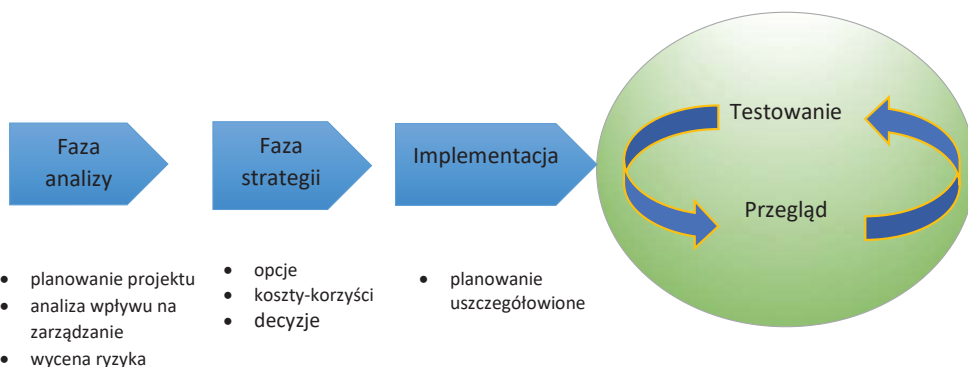 Faza
analizy
Faza
strategii
Implementacja
Testowanie
Przegląd
• planowanie projektu
• analiza wpływu na
zarządzanie
• wycena ryzyka
• opcje
• koszty-korzyści
• decyzje
• planowanie
uszczegółowione